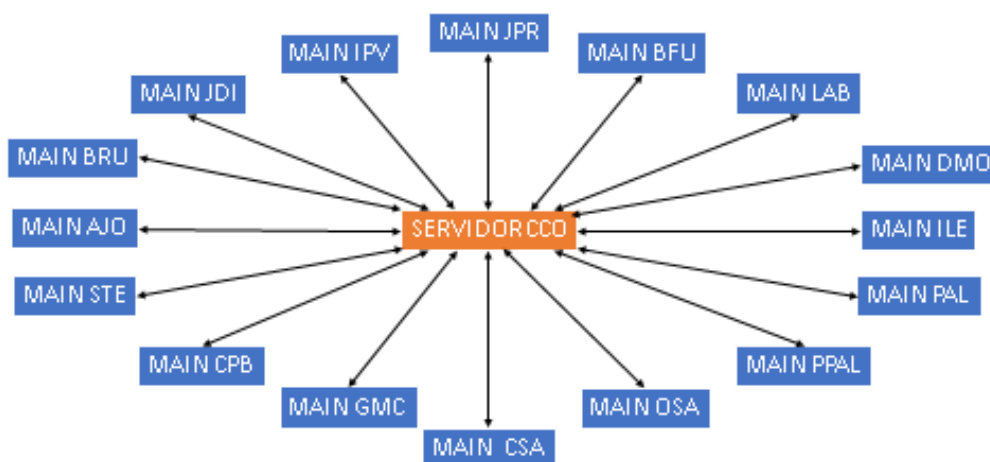 MAIN JPR
MAIN IPV
MAIN BFU
MAIN JDI
MAIN LAB
MAIN BRU
MAIN DMO
MAIN AJO
SERVIDOR CCO
MAIN ILE
MAIN STE
MAIN PAL
MAIN CPB
MAIN PPAL
MAIN GMC
MAIN OSA
MAIN CSA